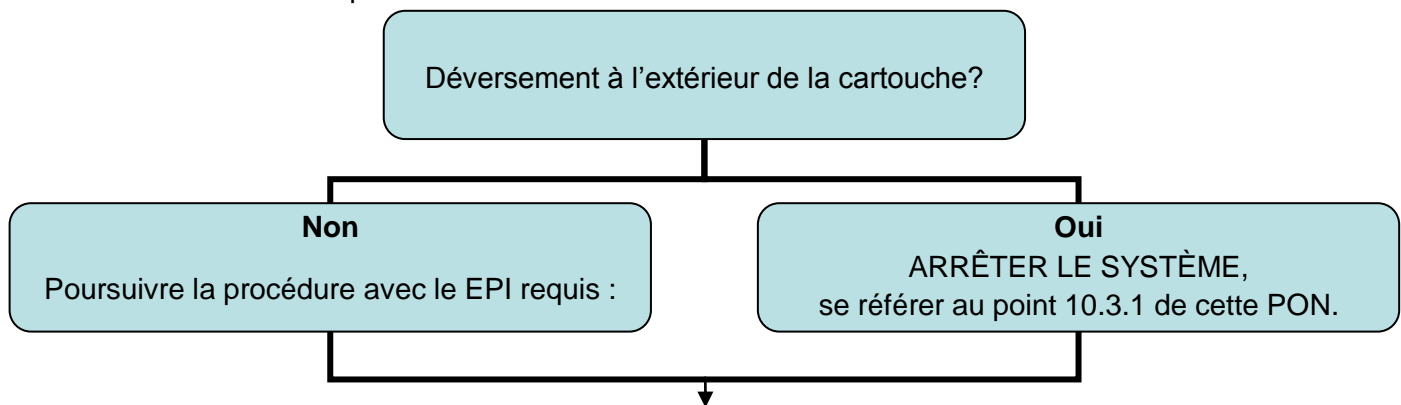 Déversement à l’extérieur de la cartouche?
Non
Poursuivre la procédure avec le EPI requis :
Oui
ARRÊTER LE SYSTÈME,
se référer au point 10.3.1 de cette PON.